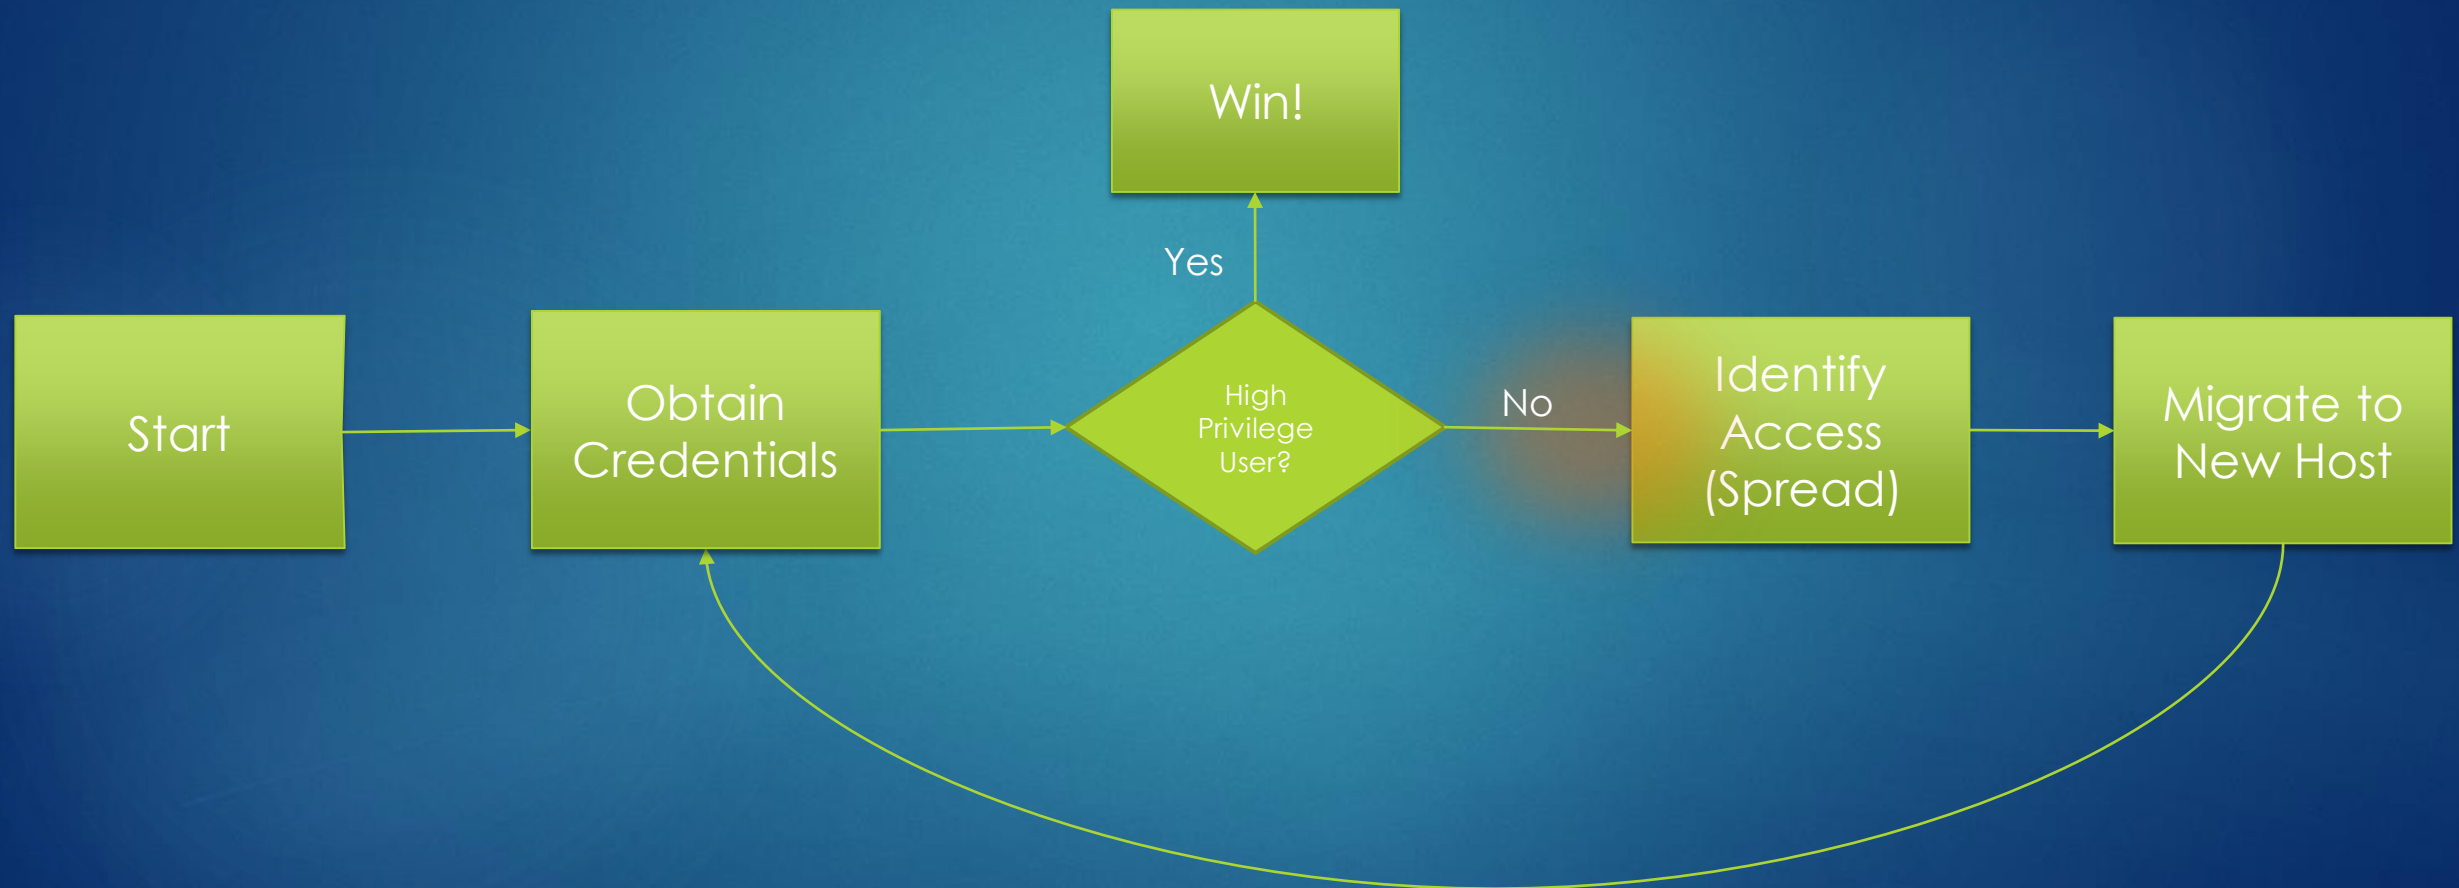 Win!
Yes
Start
Obtain
Credentials
High
Privilege
User?
No
Identify
Access
(Spread)
Migrate to
New Host